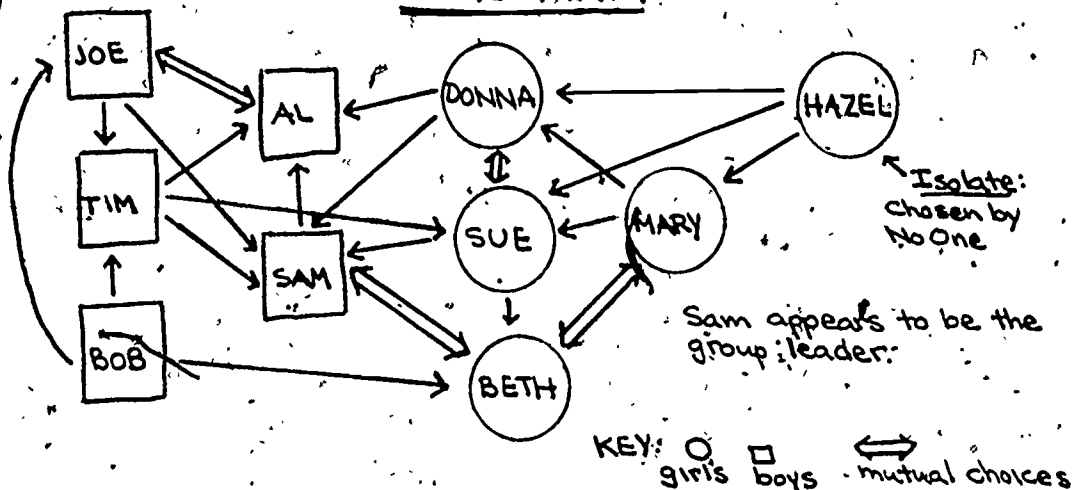 JOE
AL
DONNA
HAZEL
TIM
SAM
SUE
MARY
BOB
BETH
Isolate:
Chosen by
No One
Sam appears to be the
group leader.
KEY: girls boys mutual choices